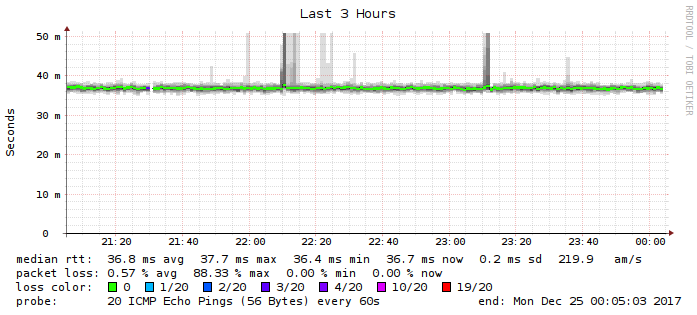 Last 3 Hours
RRDTOOL / TOBI OETIKER
Seconds
50 m
40 m
30 m
20 m
10 m
0
21:20 21:40 22:00 22:20 22:40 23:00 23:20 23:40 00:00
median rtt: 36.8 ms avg 37.7 ms max 36.4 ms min 36.7 ms now 0.2 ms sd 219.9 am/s
packet loss: 0.57 % avg 88.33 % max 0.00 % min 0.00 % now
loss color: 0 1/20 2/20 3/20 4/20 10/20 19/20
probe: 20 ICMP Echo Pings (56 Bytes) every 60s end: Mon Dec 25 00:05:03 2017